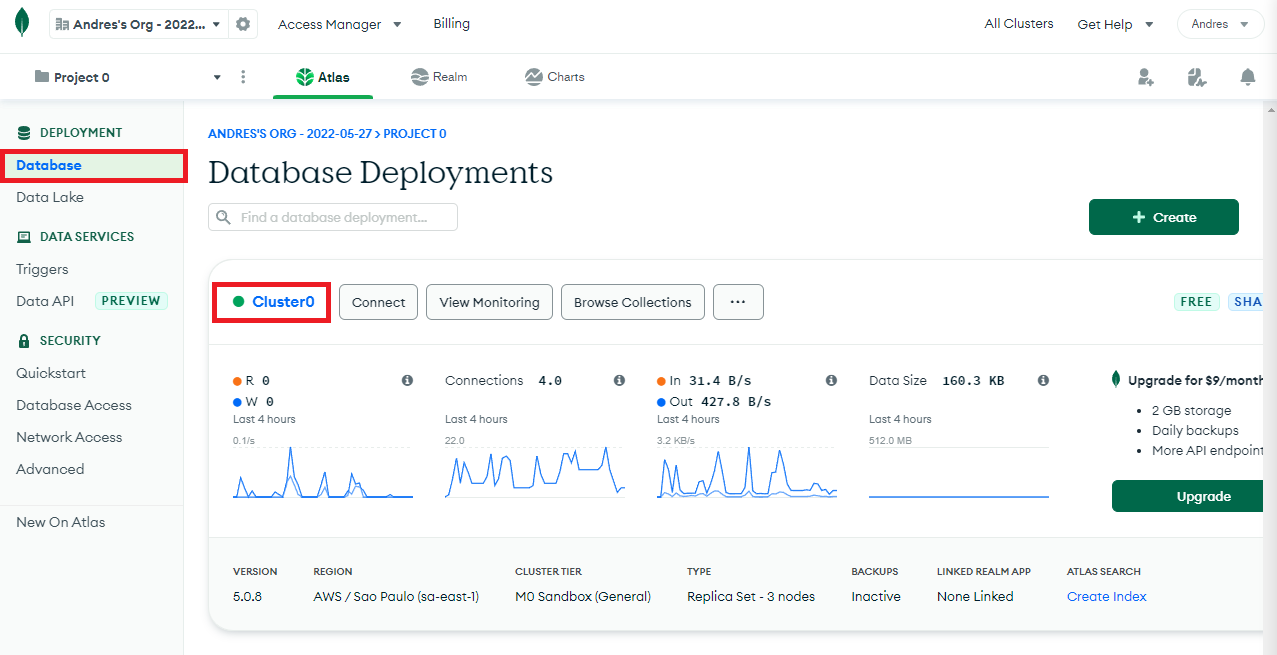 Andres's Org - 2022...
Access Manager
Billing
All Clusters
Get Help
Andres
Project 0
Atlas
Realm
Charts
DEPLOYMENT
Database
Data Lake
DATA SERVICES
Triggers
Data API PREVIEW
SECURITY
Quickstart
Database Access
Network Access
Advanced
New On Atlas
ANDRES'S ORG - 2022-05-27 > PROJECT 0
Database Deployments
Find a database deployment...
+ Create
Cluster0
Connect
View Monitoring
Browse Collections
...
FREE
SHA
R 0
W 0
Last 4 hours
0.1/s
Connections 4.0
Last 4 hours
22.0
In 31.4 B/s
Out 427.8 B/s
Last 4 hours
3.2 KB/s
Data Size 160.3 KB
Last 4 hours
512.0 MB
Upgrade for $9/month
• 2 GB storage
• Daily backups
• More API endpoint
Upgrade
VERSION
5.0.8
REGION
AWS / Sao Paulo (sa-east-1)
CLUSTER TIER
M0 Sandbox (General)
TYPE
Replica Set - 3 nodes
BACKUPS
Inactive
LINKED REALM APP
None Linked
ATLAS SEARCH
Create Index